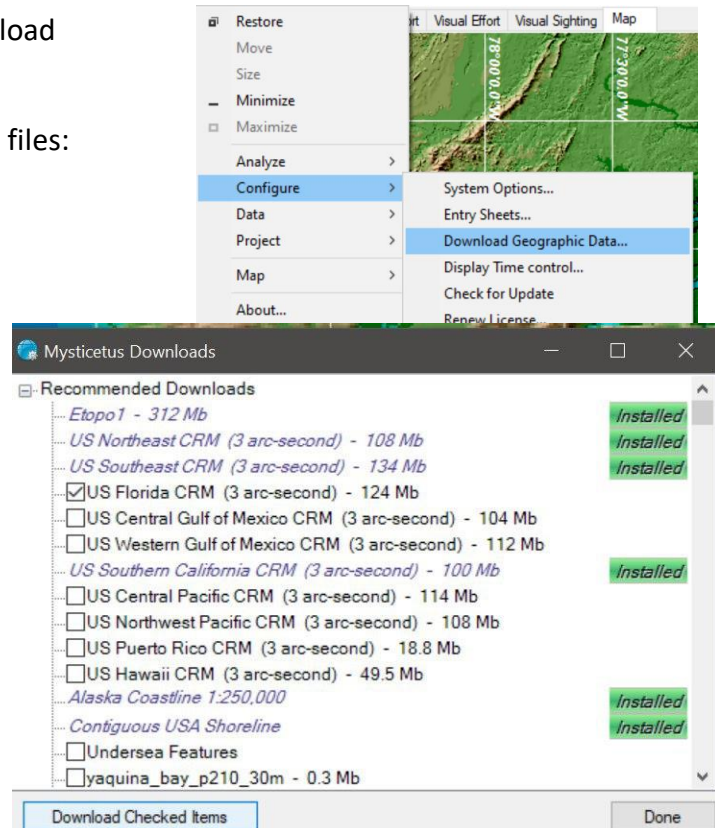 load
files:
Restore
Move
Size
Minimize
Maximize
Analyze
Configure
Data
Project
Map
About...
Visual Effort Visual Sighting Map
78°00'0.0"W
77°30'0.0"W
System Options...
Entry Sheets...
Download Geographic Data...
Display Time control...
Check for Update
Renew License...
Mysticetus Downloads
Recommended Downloads
Etopo1 - 312 Mb Installed
US Northeast CRM (3 arc-second) - 108 Mb Installed
US Southeast CRM (3 arc-second) - 134 Mb Installed
US Florida CRM (3 arc-second) - 124 Mb
US Central Gulf of Mexico CRM (3 arc-second) - 104 Mb
US Western Gulf of Mexico CRM (3 arc-second) - 112 Mb
US Southern California CRM (3 arc-second) - 100 Mb Installed
US Central Pacific CRM (3 arc-second) - 114 Mb
US Northwest Pacific CRM (3 arc-second) - 108 Mb
US Puerto Rico CRM (3 arc-second) - 18.8 Mb
US Hawaii CRM (3 arc-second) - 49.5 Mb
Alaska Coastline 1:250,000 Installed
Contiguous USA Shoreline Installed
Undersea Features
yaquina_bay_p210_30m - 0.3 Mb
Download Checked Items Done